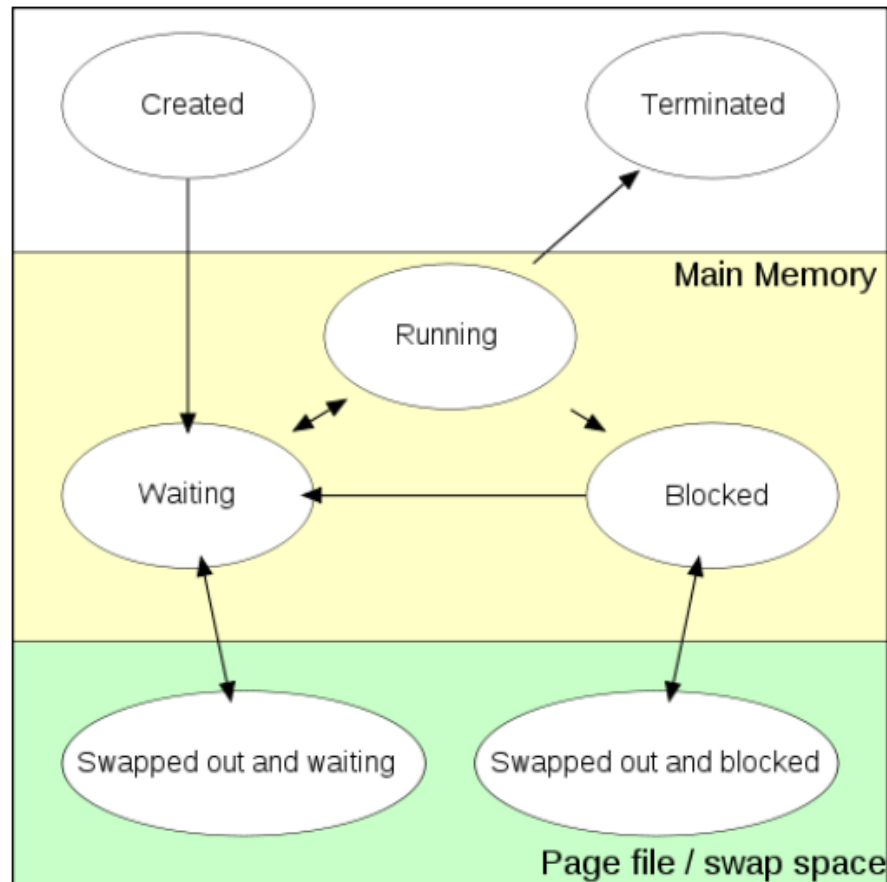 Created
Terminated
Main Memory
Running
Waiting
Blocked
Swapped out and waiting
Swapped out and blocked
Page file / swap space